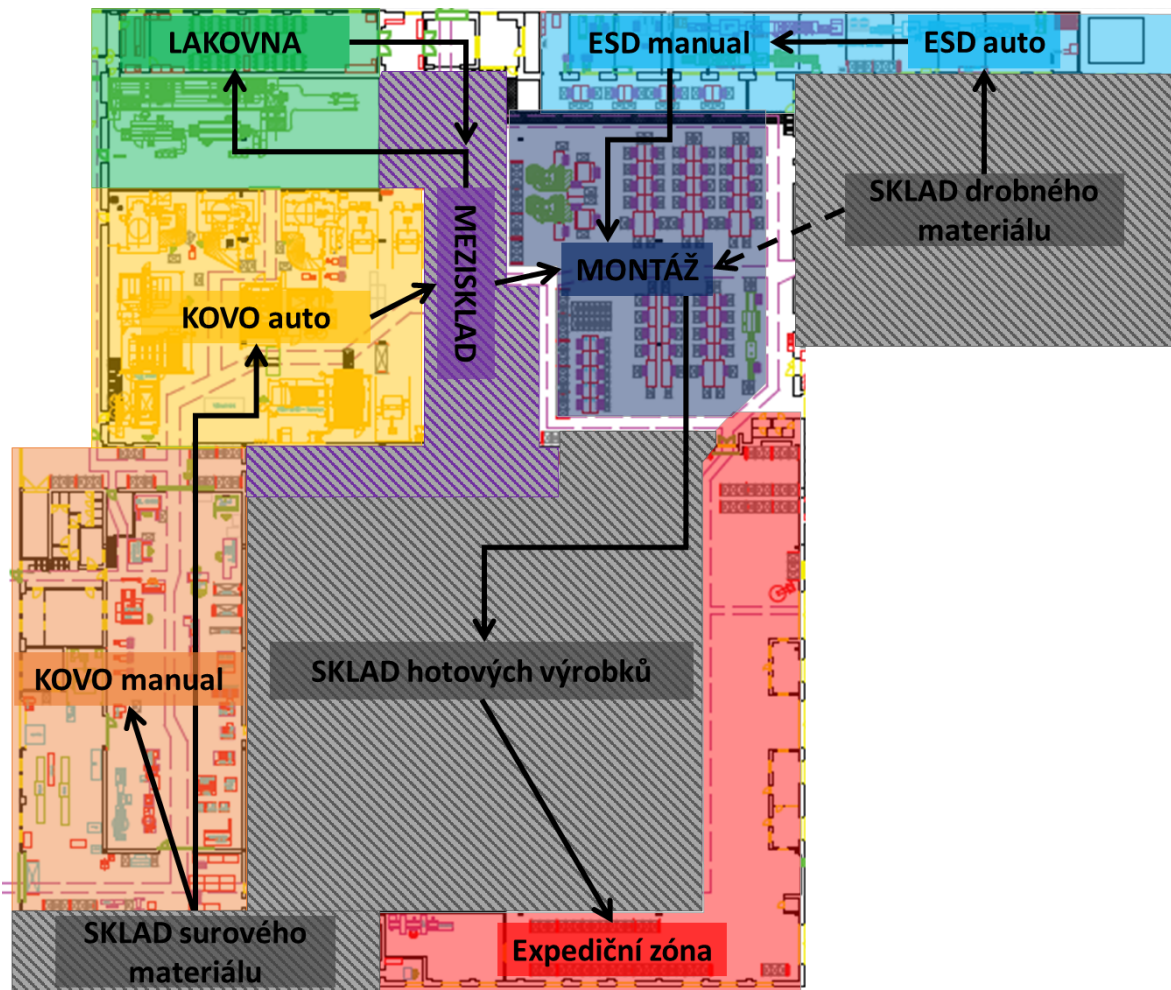 LAKOVNA
ESD manual
ESD auto
SKLAD drobného
materiálu
MEZISKLAD
MONTÁŽ
KOVO auto
KOVO manual
SKLAD hotových výrobků
SKLAD surového
materiálu
Expediční zóna